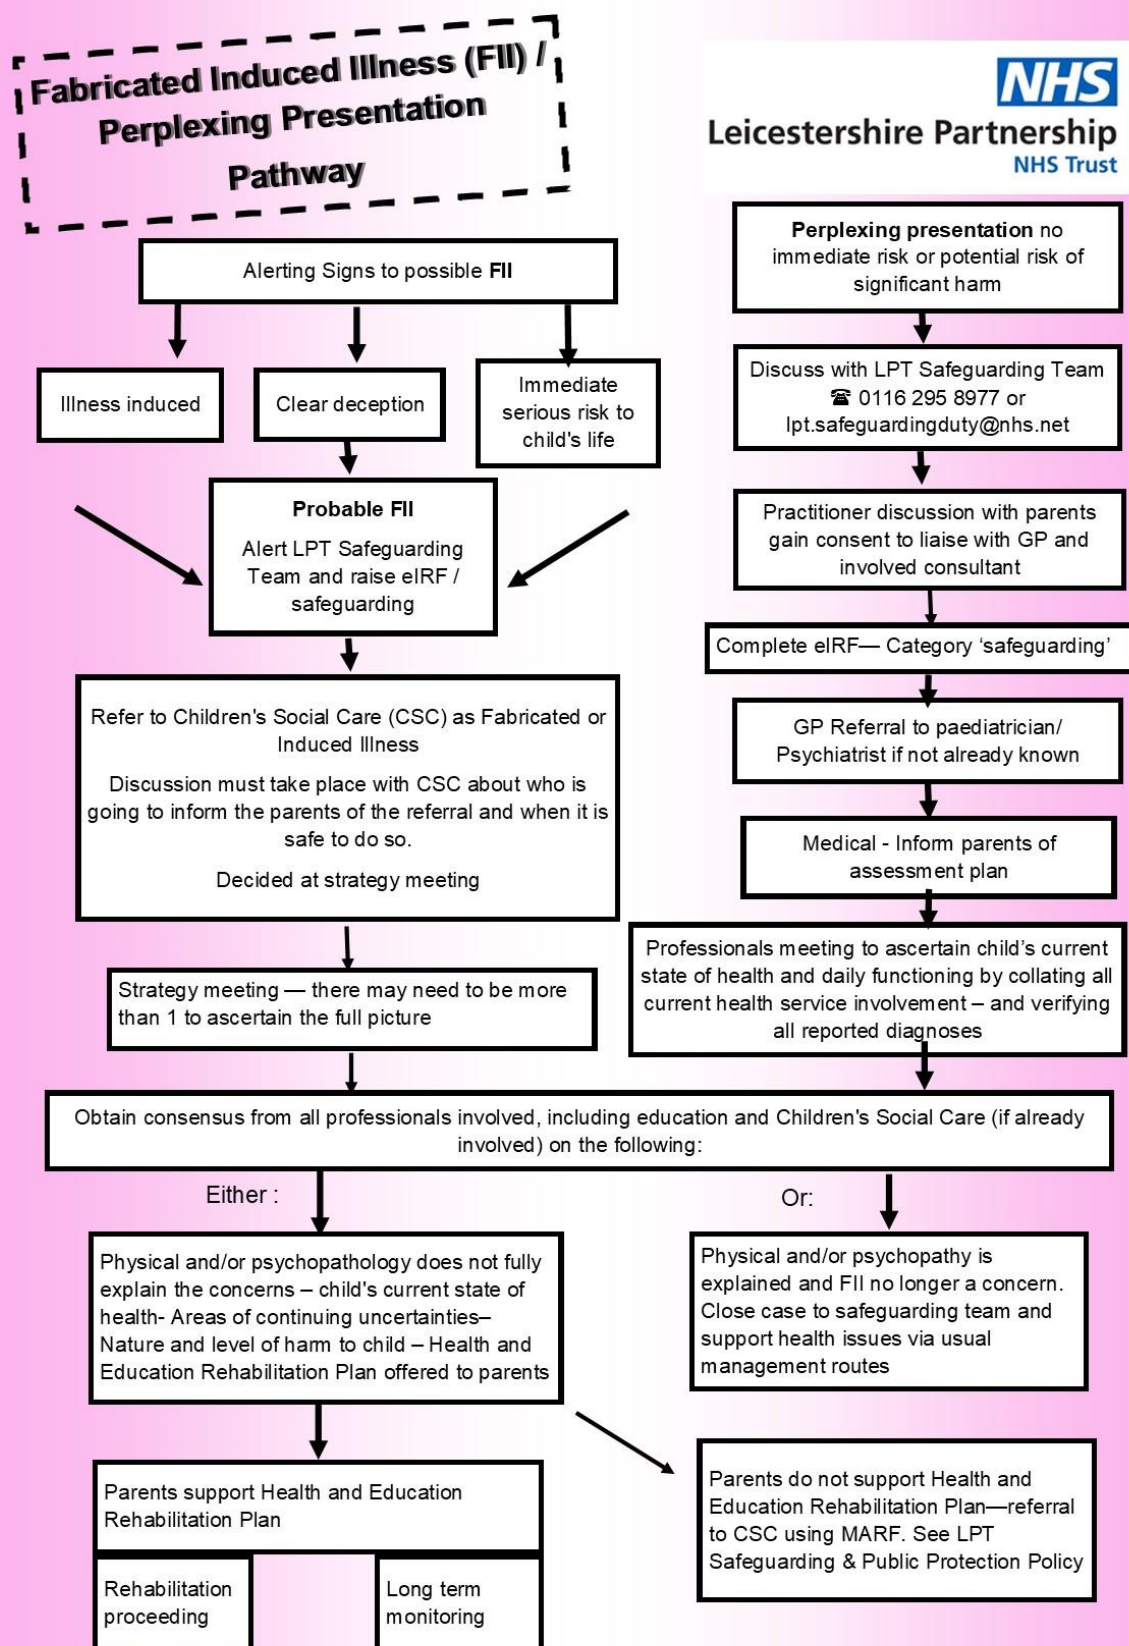 Fabricated Induced Illness (FII) /
Perplexing Presentation
Pathway
NHS
Leicestershire Partnership
NHS Trust
Alerting Signs to possible FII
Illness induced
Clear deception
Immediate
serious risk to
child's life
Probable FII
Alert LPT Safeguarding
Team and raise eIRF /
safeguarding
Refer to Children's Social Care (CSC) as Fabricated or
Induced Illness
Discussion must take place with CSC about who is
going to inform the parents of the referral and when it is
safe to do so.
Decided at strategy meeting
Strategy meeting — there may need to be more
than 1 to ascertain the full picture
Perplexing presentation no
immediate risk or potential risk of
significant harm
Discuss with LPT Safeguarding Team
☎ 0116 295 8977 or
lpt.safeguardingduty@nhs.net
Practitioner discussion with parents
gain consent to liaise with GP and
involved consultant
Complete eIRF— Category ‘safeguarding’
GP Referral to paediatrician/
Psychiatrist if not already known
Medical - Inform parents of
assessment plan
Professionals meeting to ascertain child’s current
state of health and daily functioning by collating all
current health service involvement – and verifying
all reported diagnoses
Obtain consensus from all professionals involved, including education and Children's Social Care (if already
involved) on the following:
Either :
Physical and/or psychopathology does not fully
explain the concerns – child's current state of
health- Areas of continuing uncertainties–
Nature and level of harm to child – Health and
Education Rehabilitation Plan offered to parents
Or:
Physical and/or psychopathy is
explained and FII no longer a concern.
Close case to safeguarding team and
support health issues via usual
management routes
Parents support Health and Education
Rehabilitation Plan
Rehabilitation
proceeding
Long term
monitoring
Parents do not support Health and
Education Rehabilitation Plan—referral
to CSC using MARF. See LPT
Safeguarding & Public Protection Policy